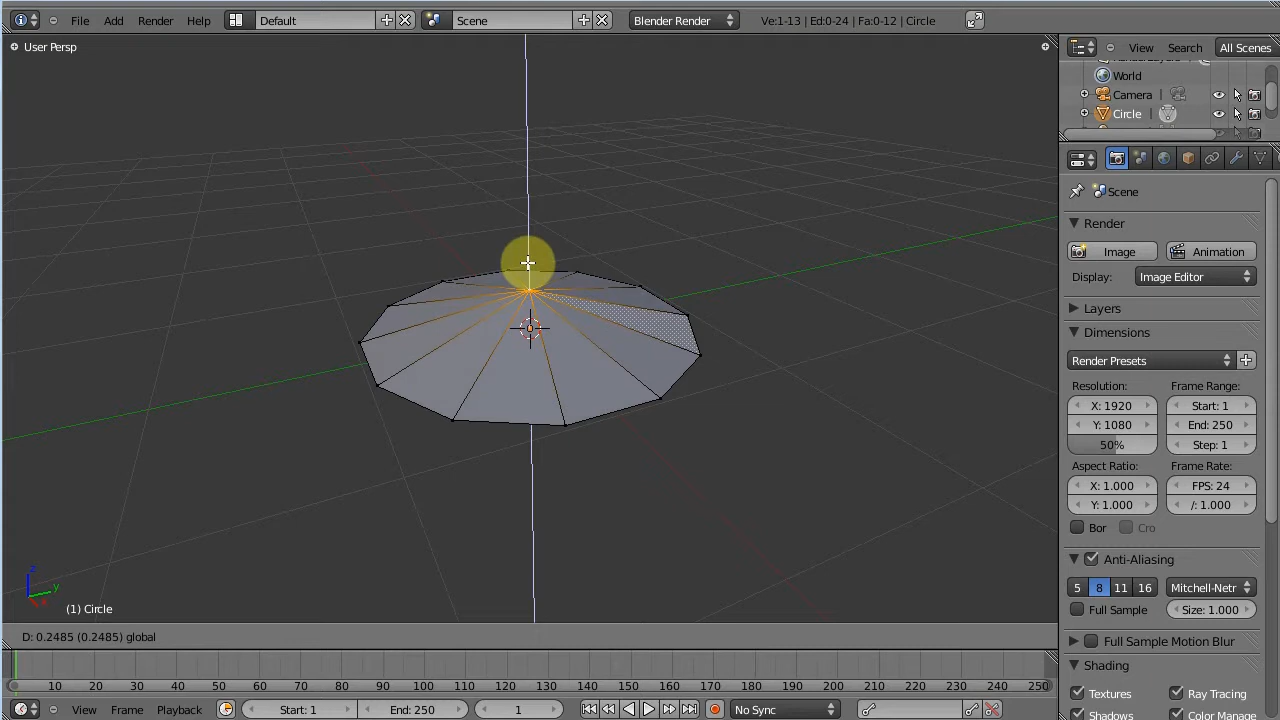 File Add Render Help Default Scene Blender Render Ve:1-13 | Ed:0-24 | Fa:0-12 | Circle
User Persp
View Search All Scenes
World
Camera
Circle
Scene
Render
Image Animation
Display: Image Editor
Layers
Dimensions
Render Presets
Resolution: Frame Range:
X: 1920 Start: 1
Y: 1080 End: 250
50% Step: 1
Aspect Ratio: Frame Rate:
X: 1.000 FPS: 24
Y: 1.000 /: 1.000
Bor Cro
Anti-Aliasing
5 8 11 16 Mitchell-Netr
Full Sample Size: 1.000
Full Sample Motion Blur
Shading
Textures Ray Tracing
Shadows Color Manage
z
y
x
(1) Circle
D: 0.2485 (0.2485) global
10 20 30 40 50 60 70 80 90 100 110 120 130 140 150 160 170 180 190 200 210 220 230 240 250
View Frame Playback Start: 1 End: 250 1 No Sync